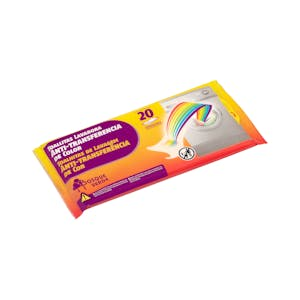 TOALLITAS LAVADORA
ANTI-TRANSFERENCIA
DE COLOR
TOALHITAS DE LAVAGEM
ANTI-TRANSFERÊNCIA
DE COR
BOSQUE
VERDE
20